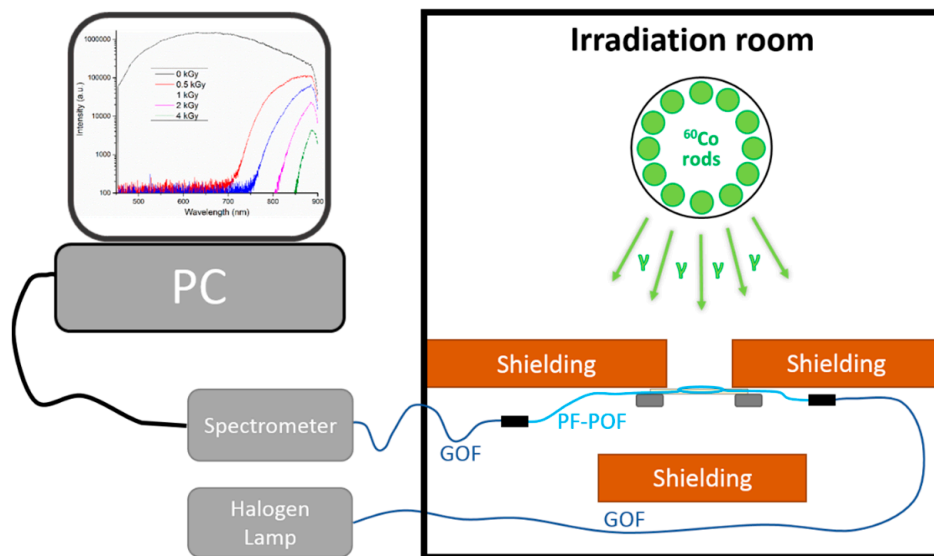 Irradiation room
1000000
100000
10000
1000
100
Intensity (a.u.)
0 kGy
0.5 kGy
1 kGy
2 kGy
4 kGy
500
600
700
800
900
Wavelength (nm)
60Co
rods
γ γ γ γ
PC
Shielding
Shielding
Spectrometer
GOF
PF-POF
Shielding
Halogen
Lamp
GOF